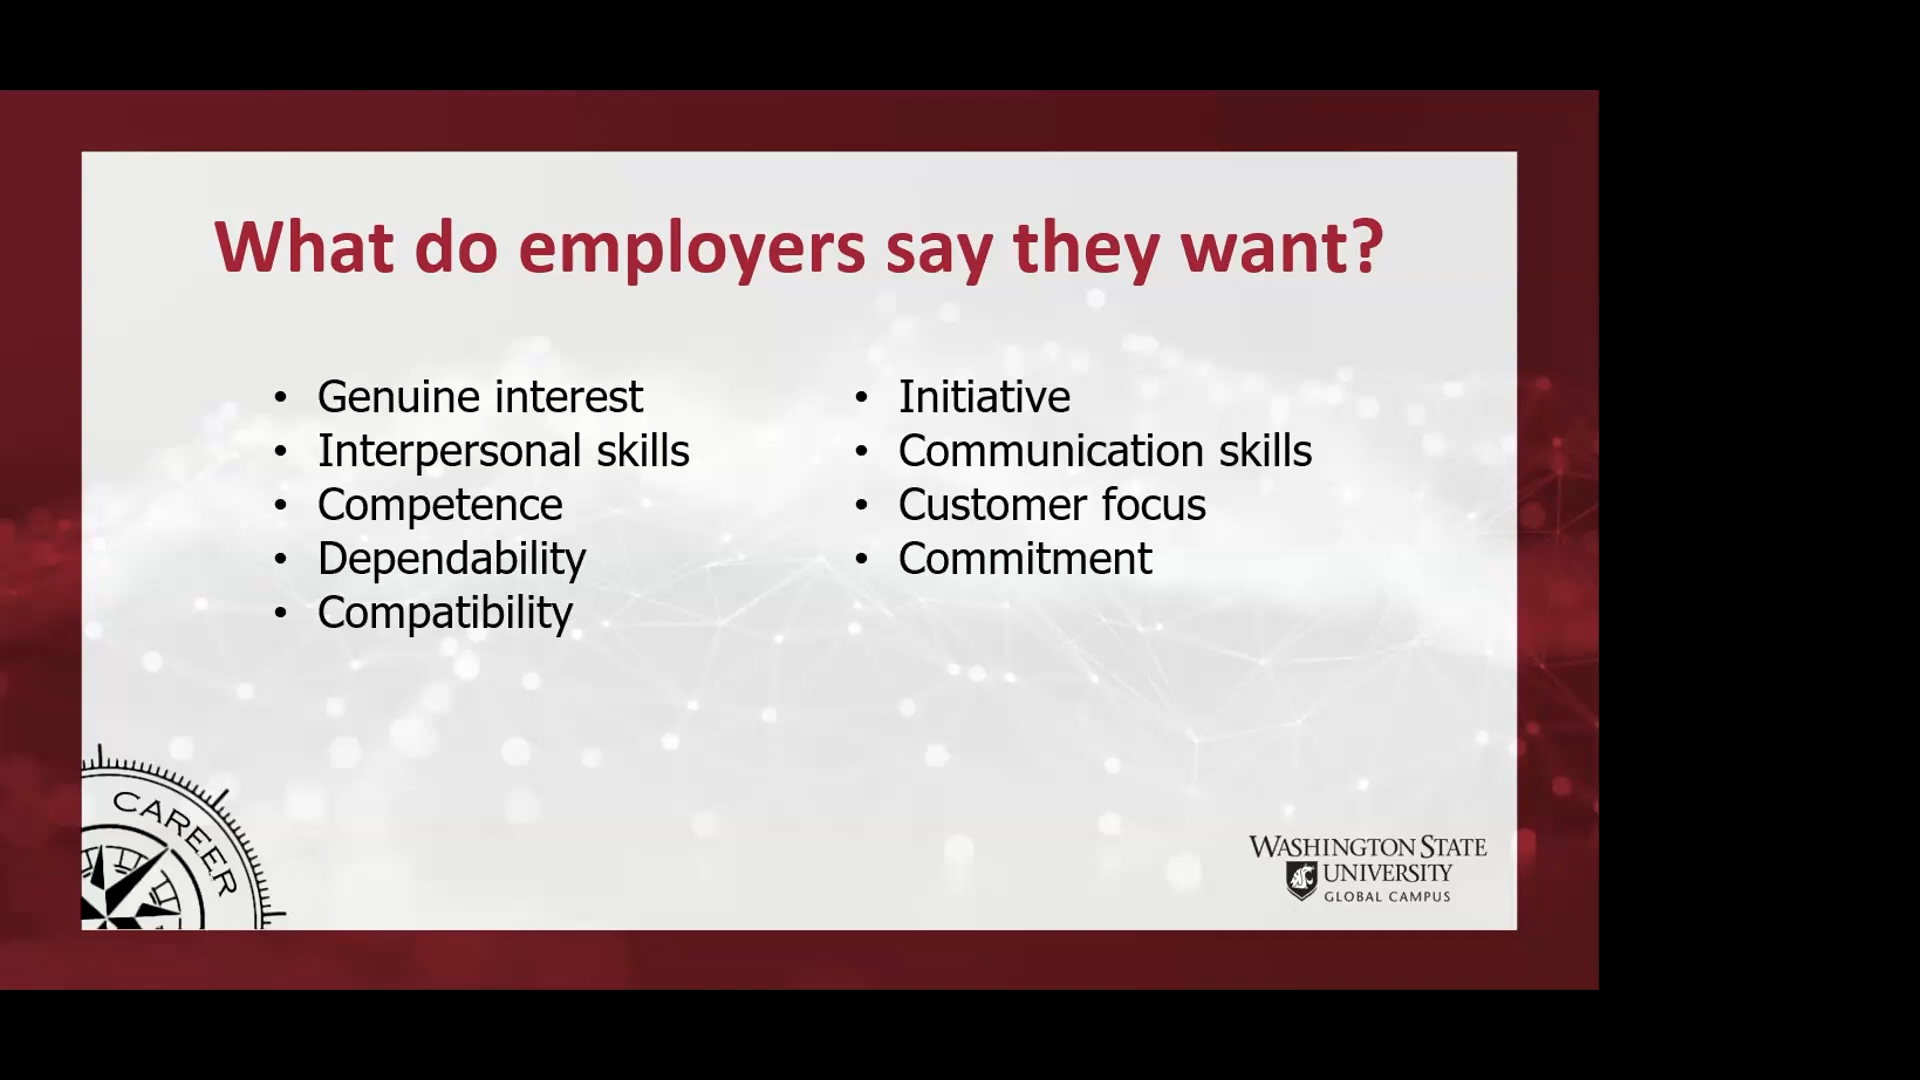 What do employers say they want?
• Genuine interest
• Interpersonal skills
• Competence
• Dependability
• Compatibility
• Initiative
• Communication skills
• Customer focus
• Commitment
CAREER
WASHINGTON STATE
UNIVERSITY
GLOBAL CAMPUS